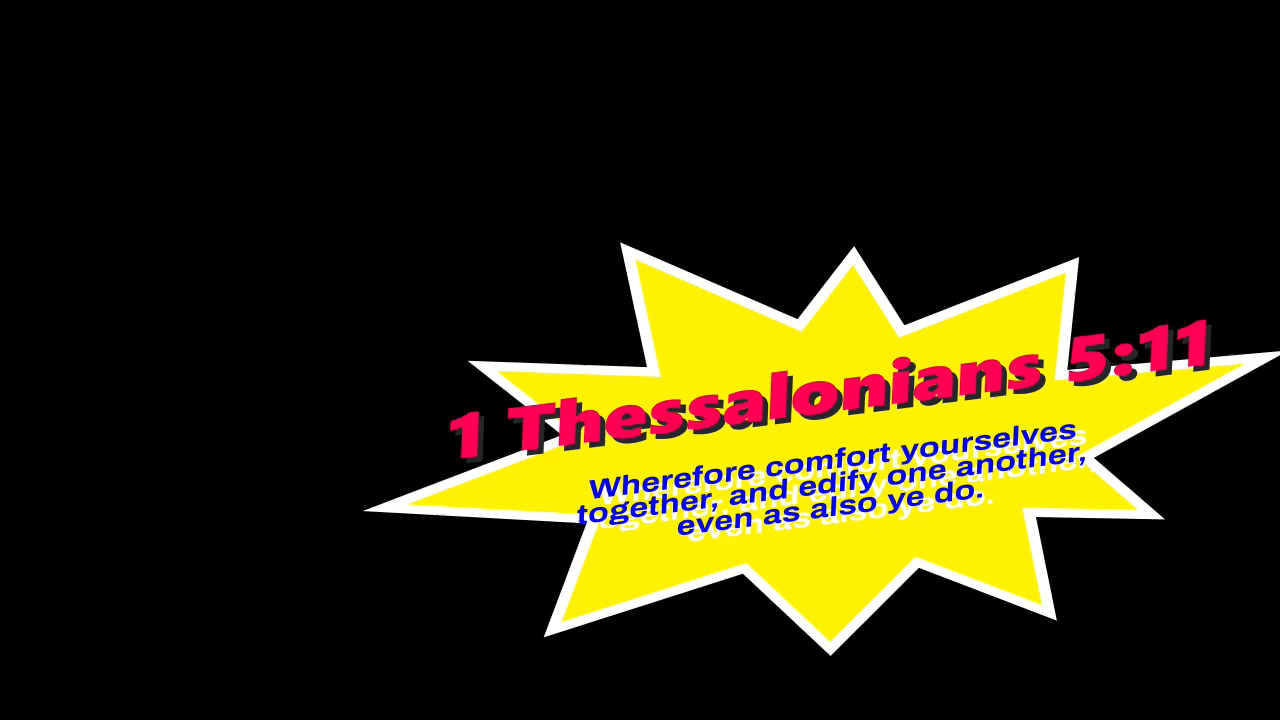 1 Thessalonians 5:11
Wherefore comfort yourselves
together, and edify one another,
even as also ye do.